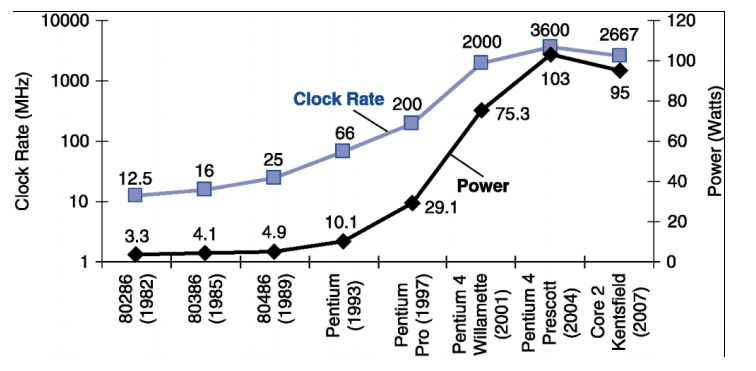 10000
1000
100
10
1
Clock Rate (MHz)
120
100
80
60
40
20
0
Power (Watts)
12.5
16
25
66
200
2000
3600
2667
Clock Rate
3.3
4.1
4.9
10.1
29.1
75.3
103
95
Power
80286
(1982)
80386
(1985)
80486
(1989)
Pentium
(1993)
Pentium
Pro (1997)
Pentium 4
Willamette
(2001)
Pentium 4
Prescott
(2004)
Core 2
Kentsfield
(2007)